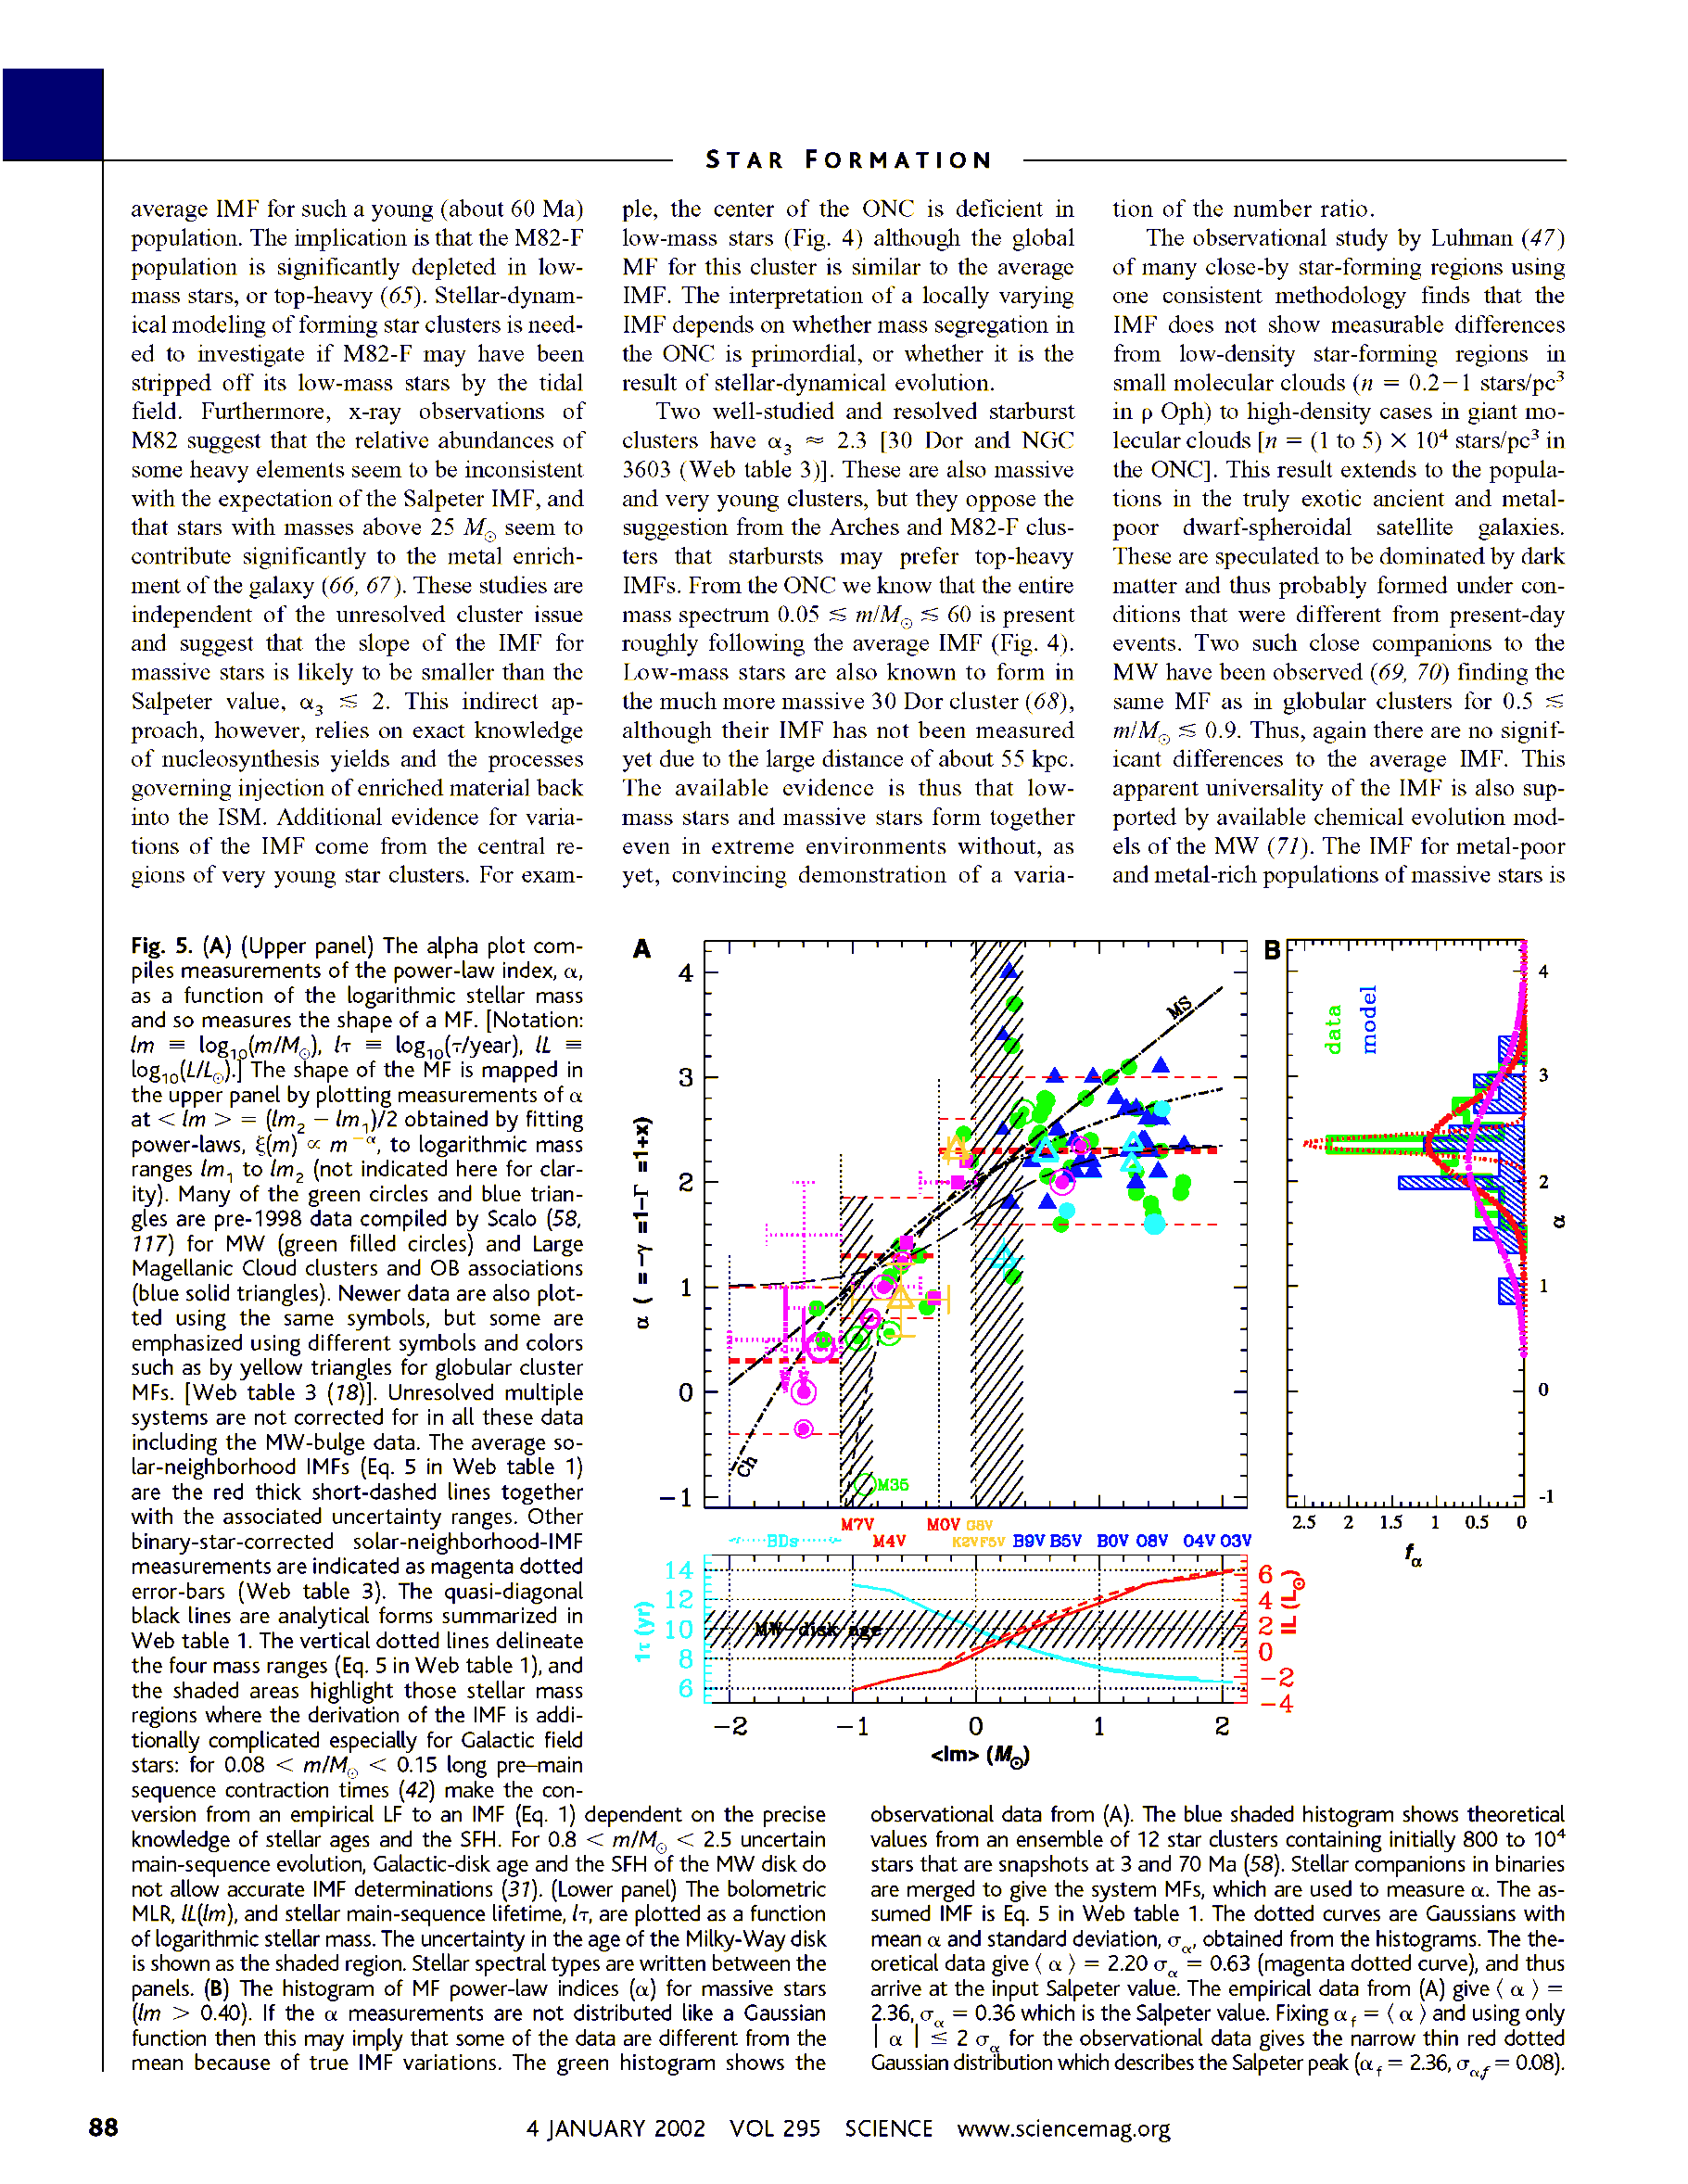 STAR FORMATION
average IMF for such a young (about 60 Ma)
population. The implication is that the M82-F
population is significantly depleted in low-
mass stars, or top-heavy (65). Stellar-dynam-
ical modeling of forming star clusters is need-
ed to investigate if M82-F may have been
stripped off its low-mass stars by the tidal
field. Furthermore, x-ray observations of
M82 suggest that the relative abundances of
some heavy elements seem to be inconsistent
with the expectation of the Salpeter IMF, and
that stars with masses above 25 M⊙ seem to
contribute significantly to the metal enrich-
ment of the galaxy (66, 67). These studies are
independent of the unresolved cluster issue
and suggest that the slope of the IMF for
massive stars is likely to be smaller than the
Salpeter value, α₃ ≤ 2. This indirect ap-
proach, however, relies on exact knowledge
of nucleosynthesis yields and the processes
governing injection of enriched material back
into the ISM. Additional evidence for varia-
tions of the IMF come from the central re-
gions of very young star clusters. For exam-
ple, the center of the ONC is deficient in
low-mass stars (Fig. 4) although the global
MF for this cluster is similar to the average
IMF. The interpretation of a locally varying
IMF depends on whether mass segregation in
the ONC is primordial, or whether it is the
result of stellar-dynamical evolution.
Two well-studied and resolved starburst
clusters have α₃ ≈ 2.3 [30 Dor and NGC
3603 (Web table 3)]. These are also massive
and very young clusters, but they oppose the
suggestion from the Arches and M82-F clus-
ters that starbursts may prefer top-heavy
IMFs. From the ONC we know that the entire
mass spectrum 0.05 ≤ m/M⊙ ≤ 60 is present
roughly following the average IMF (Fig. 4).
Low-mass stars are also known to form in
the much more massive 30 Dor cluster (68),
although their IMF has not been measured
yet due to the large distance of about 55 kpc.
The available evidence is thus that low-
mass stars and massive stars form together
even in extreme environments without, as
yet, convincing demonstration of a varia-
tion of the number ratio.
The observational study by Luhman (47)
of many close-by star-forming regions using
one consistent methodology finds that the
IMF does not show measurable differences
from low-density star-forming regions in
small molecular clouds (n = 0.2–1 stars/pc³
in ρ Oph) to high-density cases in giant mo-
lecular clouds [n = (1 to 5) × 10⁴ stars/pc³ in
the ONC]. This result extends to the popula-
tions in the truly exotic ancient and metal-
poor dwarf-spheroidal satellite galaxies.
These are speculated to be dominated by dark
matter and thus probably formed under con-
ditions that were different from present-day
events. Two such close companions to the
MW have been observed (69, 70) finding the
same MF as in globular clusters for 0.5 ≤
m/M⊙ ≤ 0.9. Thus, again there are no signif-
icant differences to the average IMF. This
apparent universality of the IMF is also sup-
ported by available chemical evolution mod-
els of the MW (71). The IMF for metal-poor
and metal-rich populations of massive stars is
Fig. 5. (A) (Upper panel) The alpha plot com-
piles measurements of the power-law index, α,
as a function of the logarithmic stellar mass
and so measures the shape of a MF. [Notation:
lm ≡ log₁₀(m/M⊙), lτ ≡ log₁₀(τ/year), lL ≡
log₁₀(L/L⊙).] The shape of the MF is mapped in
the upper panel by plotting measurements of α
at < lm > = (lm₂ − lm₁)/2 obtained by fitting
power-laws, ξ(m) ∝ m⁻ᵅ, to logarithmic mass
ranges lm₁ to lm₂ (not indicated here for clar-
ity). Many of the green circles and blue trian-
gles are pre-1998 data compiled by Scalo (58,
117) for MW (green filled circles) and Large
Magellanic Cloud clusters and OB associations
(blue solid triangles). Newer data are also plot-
ted using the same symbols, but some are
emphasized using different symbols and colors
such as by yellow triangles for globular cluster
MFs. [Web table 3 (18)]. Unresolved multiple
systems are not corrected for in all these data
including the MW-bulge data. The average so-
lar-neighborhood IMFs (Eq. 5 in Web table 1)
are the red thick short-dashed lines together
with the associated uncertainty ranges. Other
binary-star-corrected solar-neighborhood-IMF
measurements are indicated as magenta dotted
error-bars (Web table 3). The quasi-diagonal
black lines are analytical forms summarized in
Web table 1. The vertical dotted lines delineate
the four mass ranges (Eq. 5 in Web table 1), and
the shaded areas highlight those stellar mass
regions where the derivation of the IMF is addi-
tionally complicated especially for Galactic field
stars: for 0.08 < m/M⊙ < 0.15 long pre–main
sequence contraction times (42) make the con-
version from an empirical LF to an IMF (Eq. 1) dependent on the precise
knowledge of stellar ages and the SFH. For 0.8 < m/M⊙ < 2.5 uncertain
main-sequence evolution, Galactic-disk age and the SFH of the MW disk do
not allow accurate IMF determinations (31). (Lower panel) The bolometric
MLR, lL(lm), and stellar main-sequence lifetime, lτ, are plotted as a function
of logarithmic stellar mass. The uncertainty in the age of the Milky-Way disk
is shown as the shaded region. Stellar spectral types are written between the
panels. (B) The histogram of MF power-law indices (α) for massive stars
(lm > 0.40). If the α measurements are not distributed like a Gaussian
function then this may imply that some of the data are different from the
mean because of true IMF variations. The green histogram shows the
observational data from (A). The blue shaded histogram shows theoretical
values from an ensemble of 12 star clusters containing initially 800 to 10⁴
stars that are snapshots at 3 and 70 Ma (58). Stellar companions in binaries
are merged to give the system MFs, which are used to measure α. The as-
sumed IMF is Eq. 5 in Web table 1. The dotted curves are Gaussians with
mean α and standard deviation, σα, obtained from the histograms. The the-
oretical data give ⟨ α ⟩ = 2.20 σα = 0.63 (magenta dotted curve), and thus
arrive at the input Salpeter value. The empirical data from (A) give ⟨ α ⟩ =
2.36, σα = 0.36 which is the Salpeter value. Fixing αf = ⟨ α ⟩ and using only
| α | ≤ 2 σα for the observational data gives the narrow thin red dotted
Gaussian distribution which describes the Salpeter peak (αf = 2.36, σαf = 0.08).
A
4
3
2
1
0
−1
α ( =−γ =1−Γ =1+x)
MS
Ch
M35
M7V M0V G8V
BDs M4V K2V F5V B9V B5V B0V O8V O4V O3V
14
12
10
8
6
lτ (yr)
MW-disk age
6
4
2
0
−2
−4
lL (L⊙)
−2 −1 0 1 2
<lm> (M⊙)
B
data
model
4
3
2
α
1
0
-1
2.5 2 1.5 1 0.5 0
fα
88
4 JANUARY 2002 VOL 295 SCIENCE www.sciencemag.org